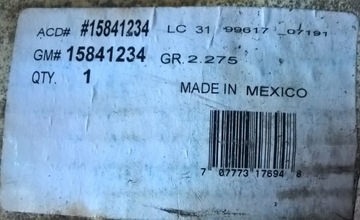 ACD# #15841234 LC 31 99617 07191
GM# 15841234 GR.2.275
QTY. 1
MADE IN MEXICO
7 07773 17694 8